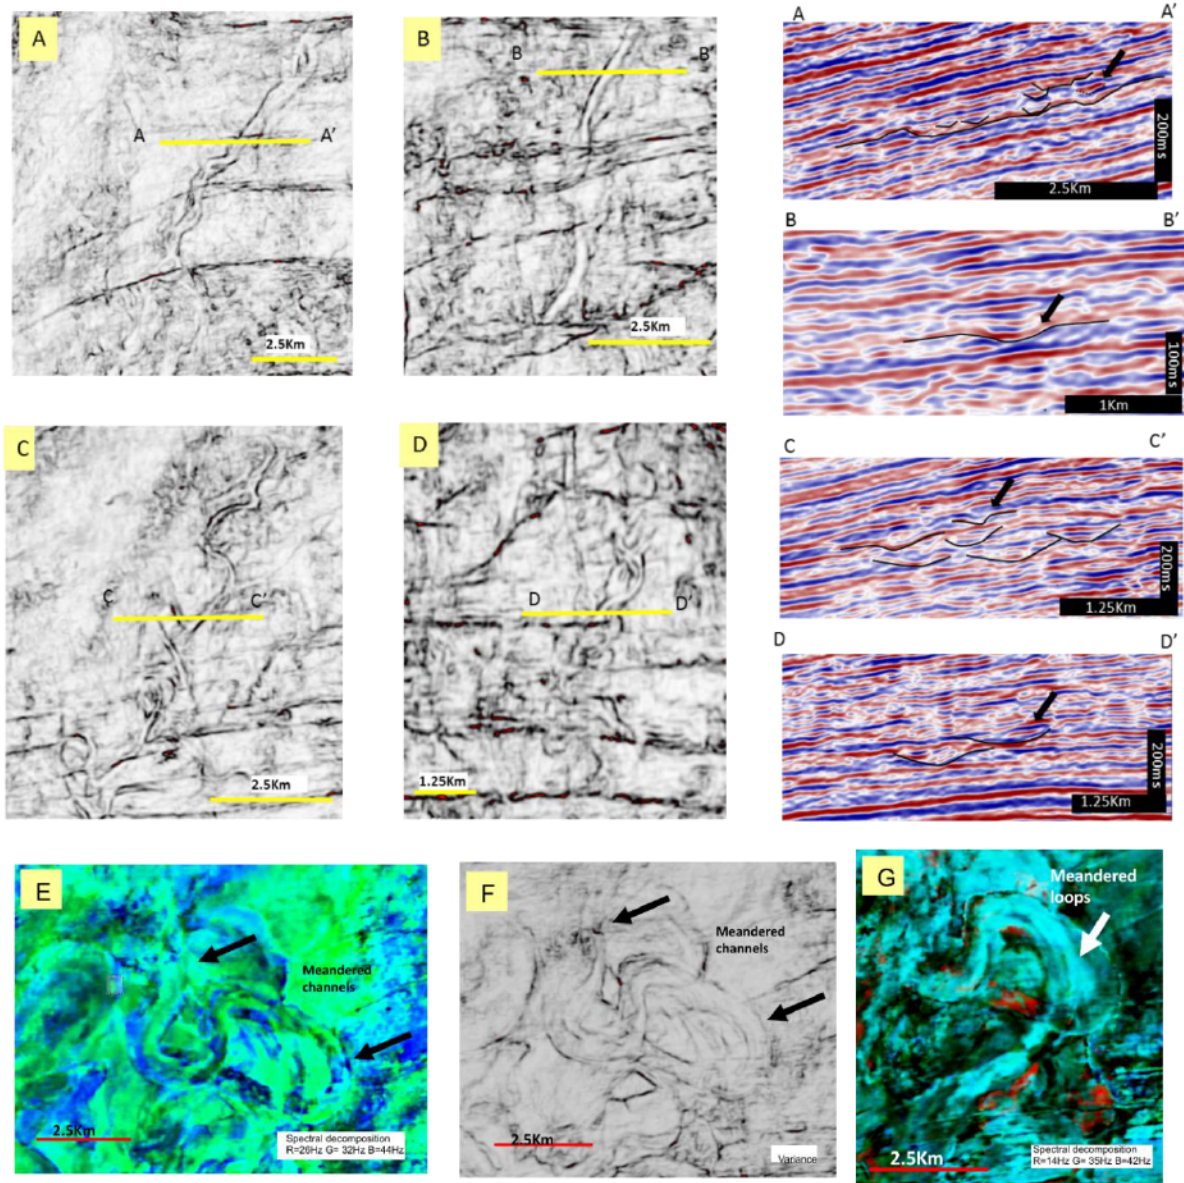 A
A
A'
2.5Km
B
B
B'
2.5Km
A
A'
200ms
2.5Km
B
B'
100ms
1Km
C
C
C'
2.5Km
D
D
D'
1.25Km
C
C'
200ms
1.25Km
D
D'
200ms
1.25Km
E
Meandered
channels
2.5Km
Spectral decomposition
R=26Hz G= 32Hz B=44Hz
F
Meandered
channels
2.5Km
Variance
G
Meandered
loops
2.5Km
Spectral decomposition
R=14Hz G= 35Hz B=42Hz